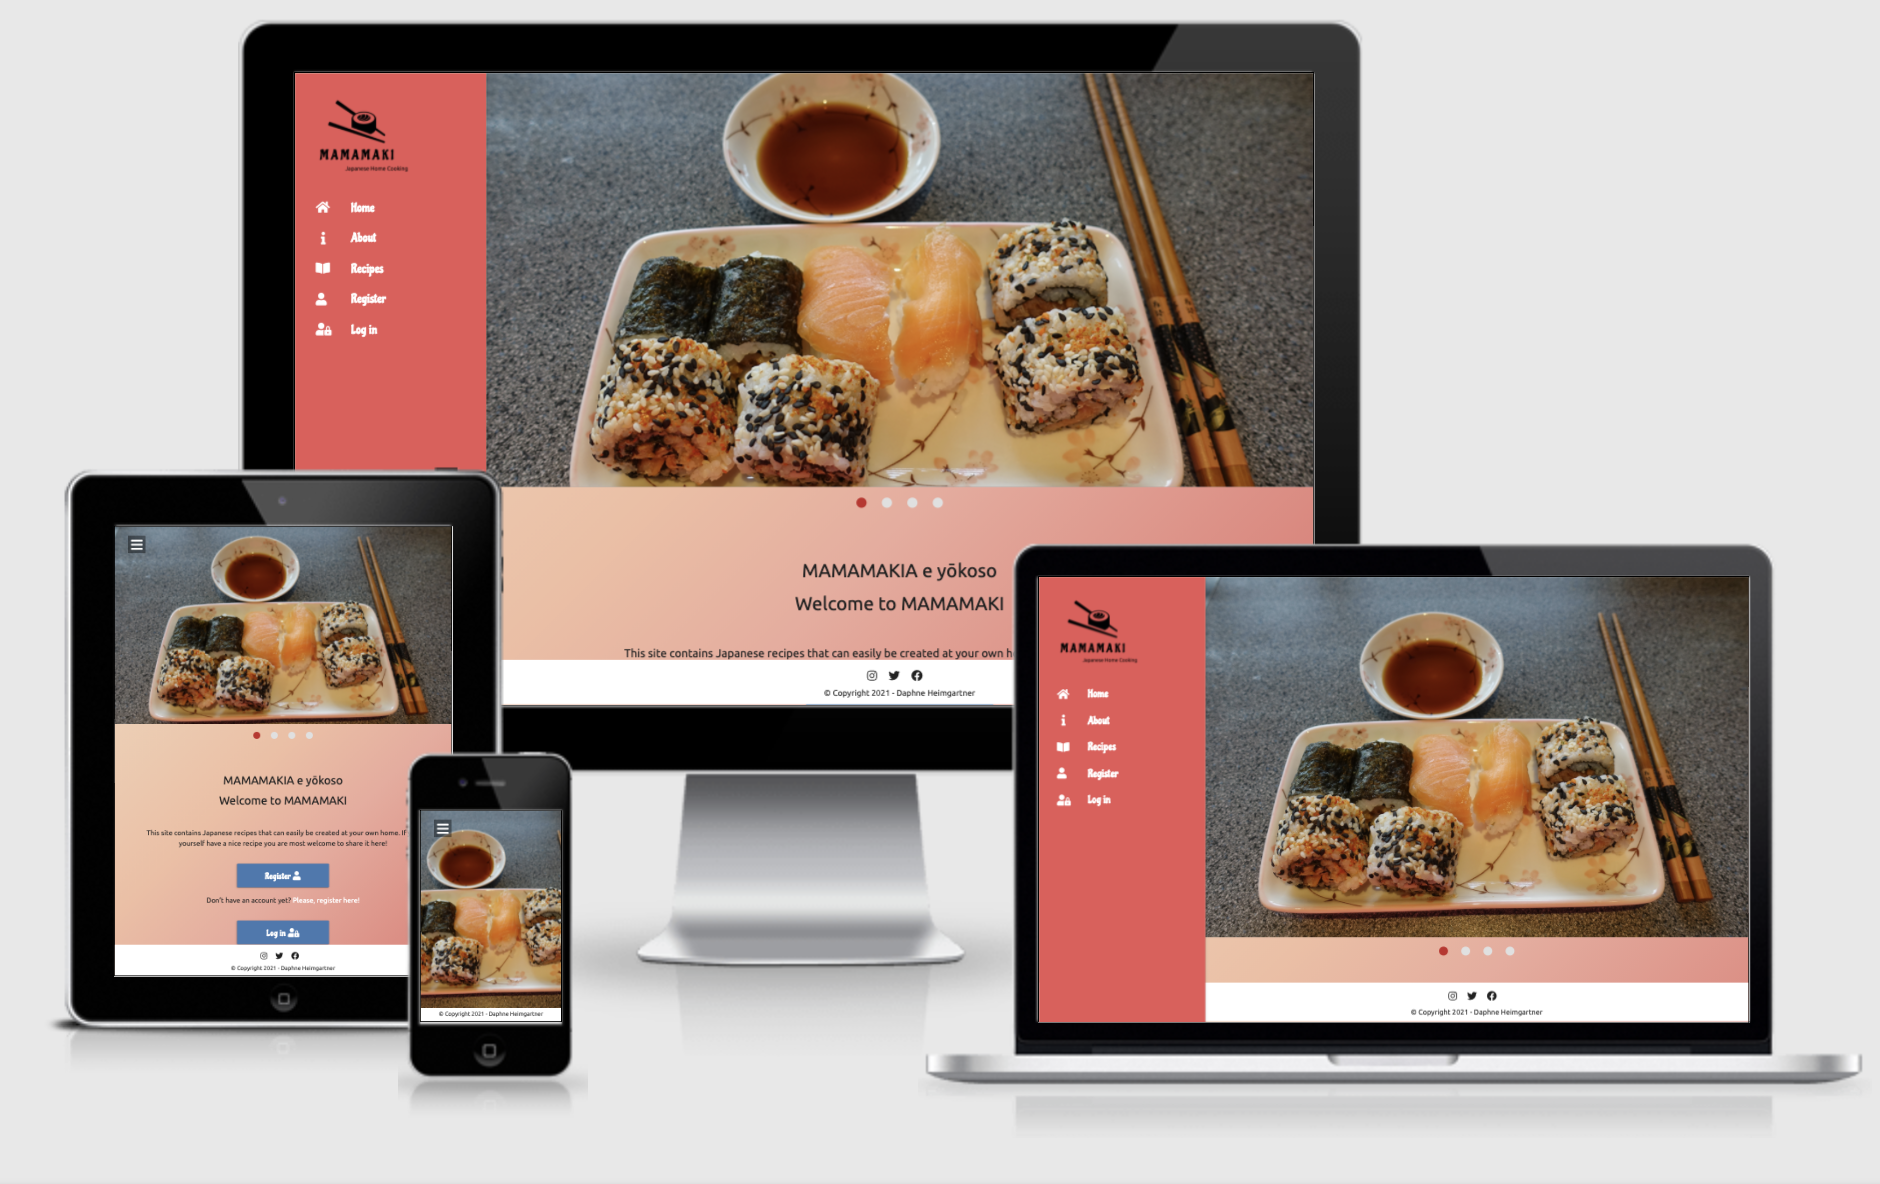 MAMAMAKI
Japanese Home Cooking
Home
About
Recipes
Register
Log in
MAMAMAKIA e yōkoso
Welcome to MAMAMAKI
This site contains Japanese recipes that can easily be created at your own h
© Copyright 2021 - Daphne Heimgartner
MAMAMAKIA e yōkoso
Welcome to MAMAMAKI
This site contains Japanese recipes that can easily be created at your own home. If
yourself have a nice recipe you are most welcome to share it here!
Register
Don't have an account yet? Please, register here!
Log in
© Copyright 2021 - Daphne Heimgartner
© Copyright 2021 - Daphne Heimgartner
MAMAMAKI
Japanese Home Cooking
Home
About
Recipes
Register
Log in
© Copyright 2021 - Daphne Heimgartner